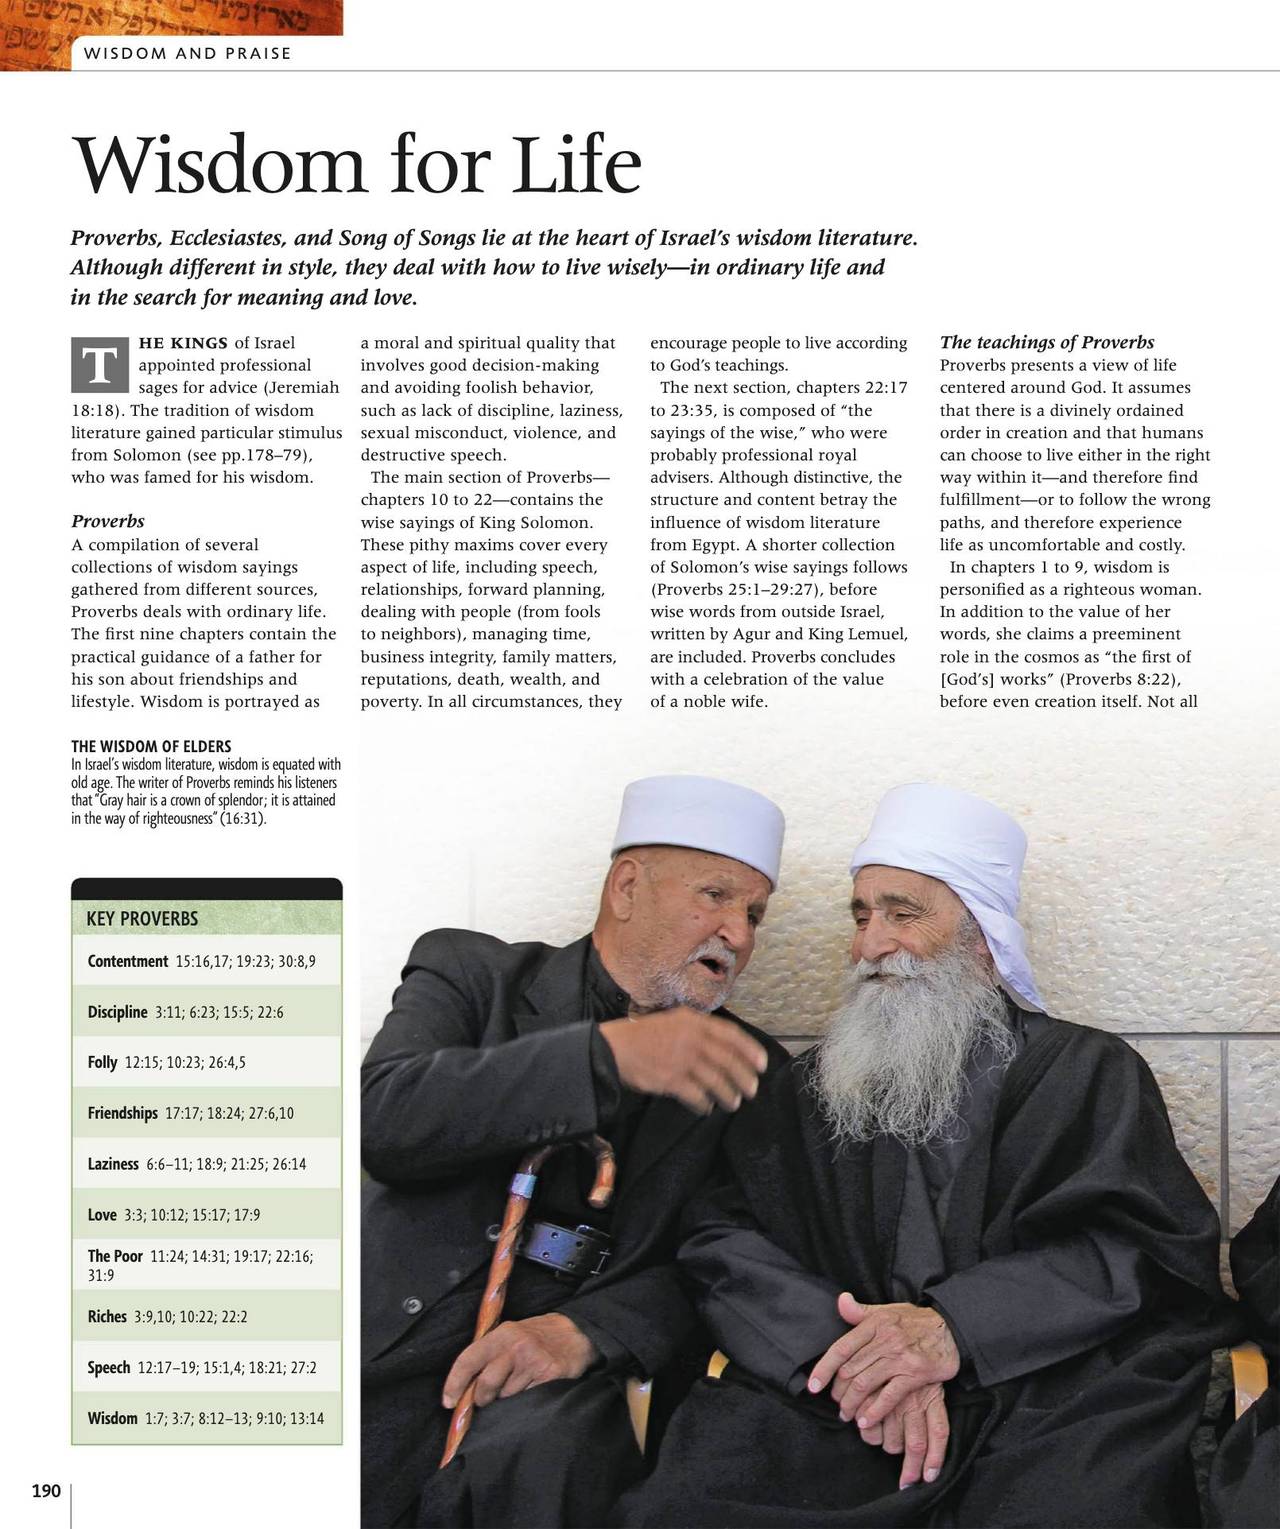 WISDOM AND PRAISE
Wisdom for Life
Proverbs, Ecclesiastes, and Song of Songs lie at the heart of Israel’s wisdom literature.
Although different in style, they deal with how to live wisely—in ordinary life and
in the search for meaning and love.
THE KINGS of Israel
appointed professional
sages for advice (Jeremiah
18:18). The tradition of wisdom
literature gained particular stimulus
from Solomon (see pp.178–79),
who was famed for his wisdom.
Proverbs
A compilation of several
collections of wisdom sayings
gathered from different sources,
Proverbs deals with ordinary life.
The first nine chapters contain the
practical guidance of a father for
his son about friendships and
lifestyle. Wisdom is portrayed as
a moral and spiritual quality that
involves good decision-making
and avoiding foolish behavior,
such as lack of discipline, laziness,
sexual misconduct, violence, and
destructive speech.
The main section of Proverbs—
chapters 10 to 22—contains the
wise sayings of King Solomon.
These pithy maxims cover every
aspect of life, including speech,
relationships, forward planning,
dealing with people (from fools
to neighbors), managing time,
business integrity, family matters,
reputations, death, wealth, and
poverty. In all circumstances, they
encourage people to live according
to God’s teachings.
The next section, chapters 22:17
to 23:35, is composed of “the
sayings of the wise,” who were
probably professional royal
advisers. Although distinctive, the
structure and content betray the
influence of wisdom literature
from Egypt. A shorter collection
of Solomon’s wise sayings follows
(Proverbs 25:1–29:27), before
wise words from outside Israel,
written by Agur and King Lemuel,
are included. Proverbs concludes
with a celebration of the value
of a noble wife.
The teachings of Proverbs
Proverbs presents a view of life
centered around God. It assumes
that there is a divinely ordained
order in creation and that humans
can choose to live either in the right
way within it—and therefore find
fulfillment—or to follow the wrong
paths, and therefore experience
life as uncomfortable and costly.
In chapters 1 to 9, wisdom is
personified as a righteous woman.
In addition to the value of her
words, she claims a preeminent
role in the cosmos as “the first of
[God’s] works” (Proverbs 8:22),
before even creation itself. Not all
THE WISDOM OF ELDERS
In Israel’s wisdom literature, wisdom is equated with
old age. The writer of Proverbs reminds his listeners
that “Gray hair is a crown of splendor; it is attained
in the way of righteousness” (16:31).
KEY PROVERBS
Contentment 15:16,17; 19:23; 30:8,9
Discipline 3:11; 6:23; 15:5; 22:6
Folly 12:15; 10:23; 26:4,5
Friendships 17:17; 18:24; 27:6,10
Laziness 6:6–11; 18:9; 21:25; 26:14
Love 3:3; 10:12; 15:17; 17:9
The Poor 11:24; 14:31; 19:17; 22:16;
31:9
Riches 3:9,10; 10:22; 22:2
Speech 12:17–19; 15:1,4; 18:21; 27:2
Wisdom 1:7; 3:7; 8:12–13; 9:10; 13:14
190